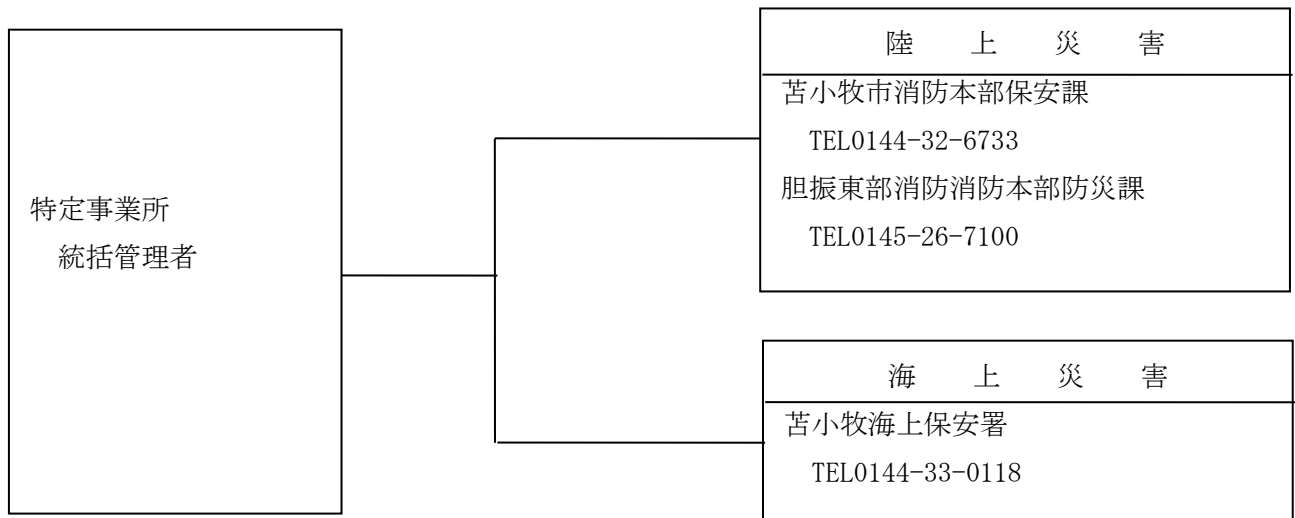 特定事業所
統括管理者
陸上災害
苫小牧市消防本部保安課
TEL0144-32-6733
胆振東部消防消防本部防災課
TEL0145-26-7100
海上災害
苫小牧海上保安署
TEL0144-33-0118